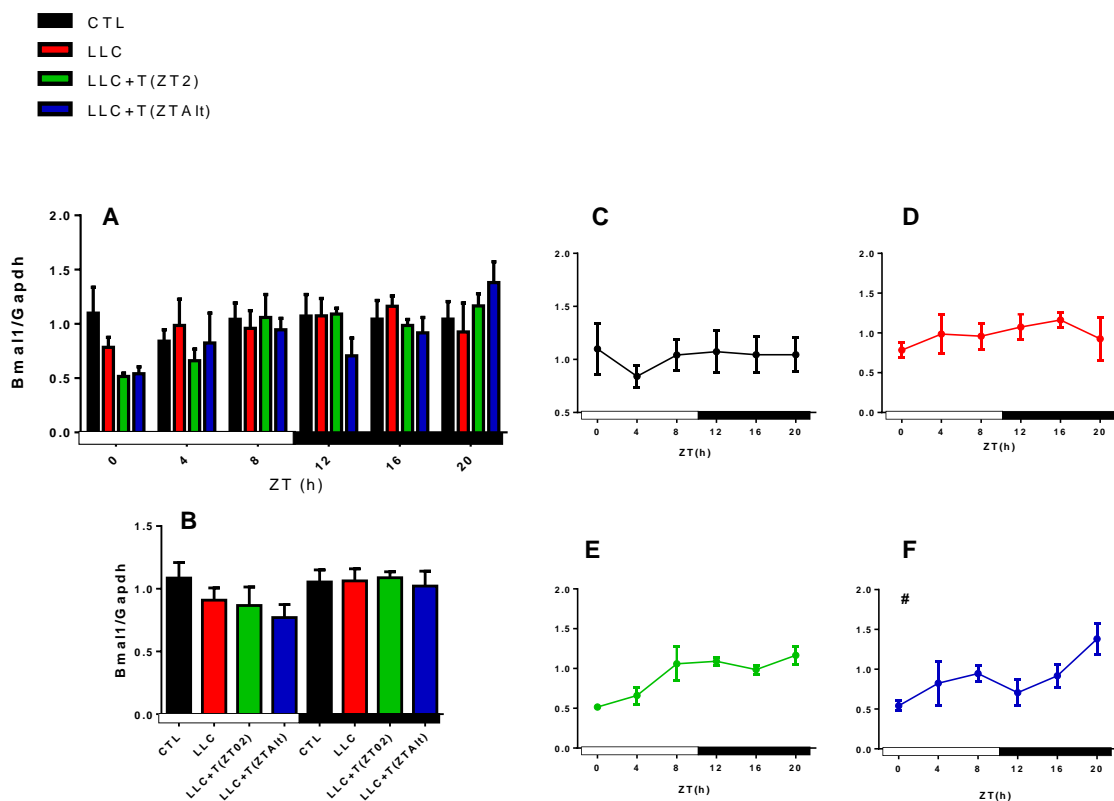 CTL
LLC
LLC+T(ZT2)
LLC+T(ZTAlt)
A
Bmal1/Gapdh
2.0
1.5
1.0
0.5
0.0
0 4 8 12 16 20
ZT (h)
B
Bmal1/Gapdh
1.5
1.0
0.5
0.0
CTL LLC LLC+T(ZT02) LLC+T(ZTAlt) CTL LLC LLC+T(ZT02) LLC+T(ZTAlt)
C
2.0
1.5
1.0
0.5
0 4 8 12 16 20
ZT(h)
D
2.0
1.5
1.0
0.5
0.0
0 4 8 12 16 20
ZT(h)
E
2.0
1.5
1.0
0.5
0.0
0 4 8 12 16 20
ZT(h)
F
#
2.0
1.5
1.0
0.5
0.0
0 4 8 12 16 20
ZT(h)